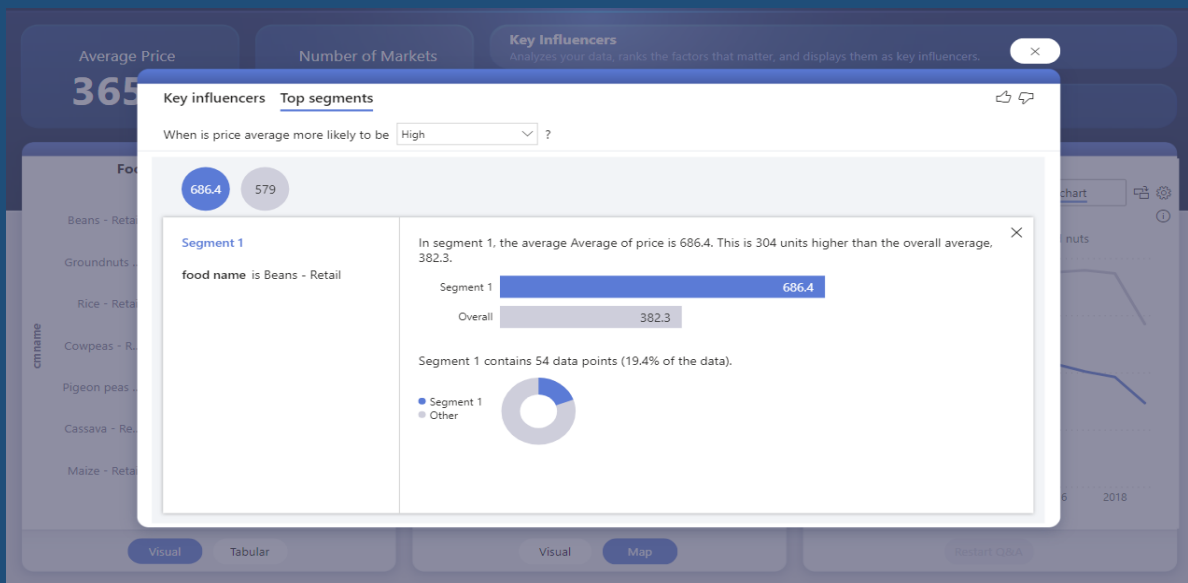 Key Influencers
Average Price
Number of Markets
Analyzes your data, ranks the factors that matter, and displays them as key influencers.
365
Key influencers Top segments
When is price average more likely to be High ?
Foo
chart
686.4 579
Beans - Retai
nuts
Segment 1
In segment 1, the average Average of price is 686.4. This is 304 units higher than the overall average,
382.3.
food name is Beans - Retail
Groundnuts ..
Segment 1 686.4
Rice - Retai
Overall 382.3
cmname
Cowpeas - R..
Segment 1 contains 54 data points (19.4% of the data).
Pigeon peas ..
Segment 1
Other
Cassava - Re..
Maize - Retai
6 2018
Visual Tabular
Visual Map
Restart Q&A